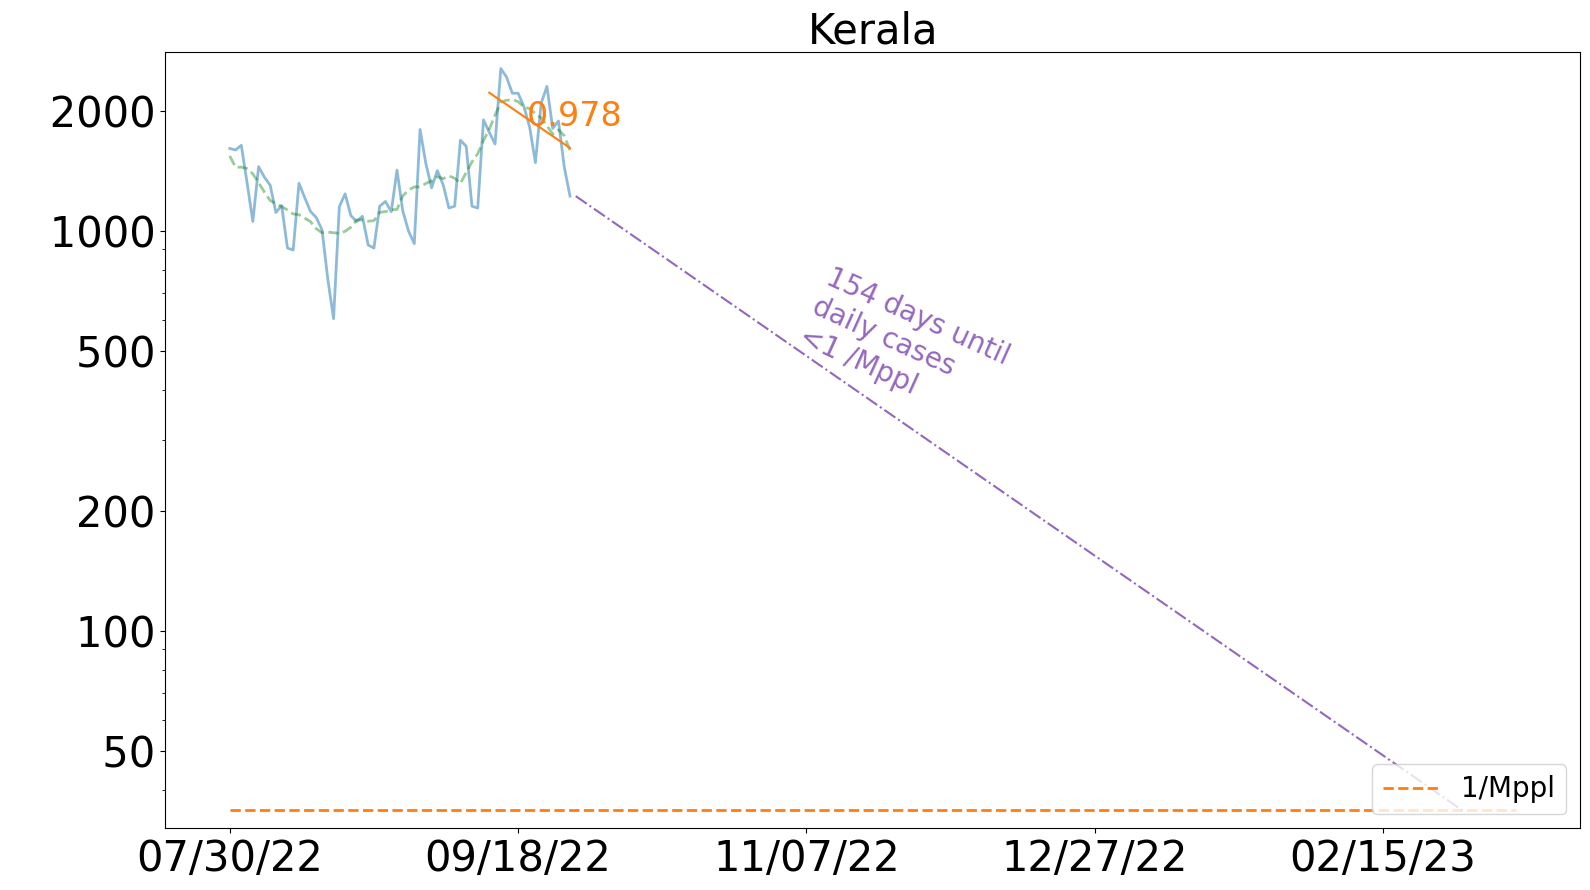 Kerala
2000
1000
500
200
100
50
0.978
154 days until
daily cases
<1 /Mppl
1/Mppl
07/30/22
09/18/22
11/07/22
12/27/22
02/15/23